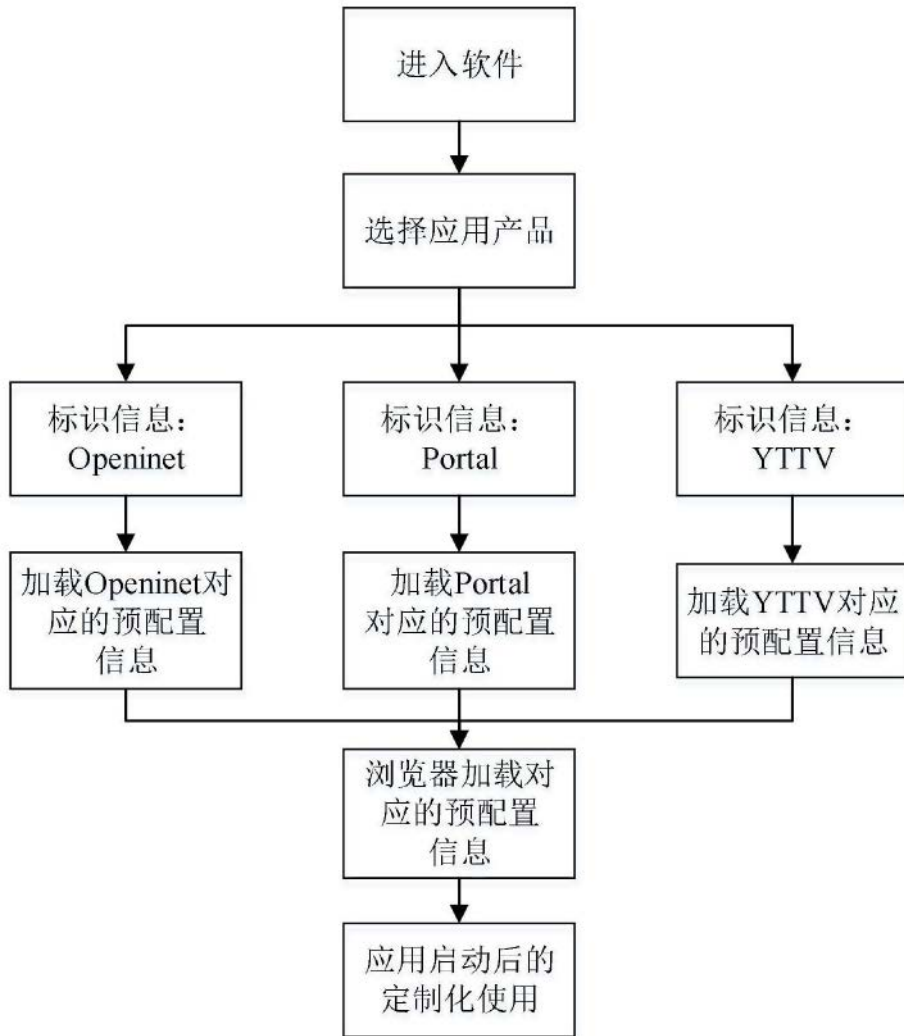 进入软件
选择应用产品
标识信息：
Openinet
标识信息：
Portal
标识信息：
YTTV
加载Openinet对
应的预配置
信息
加载Portal
对应的预配置
信息
加载YTTV对应
的预配置信息
浏览器加载对
应的预配置
信息
应用启动后的
定制化使用